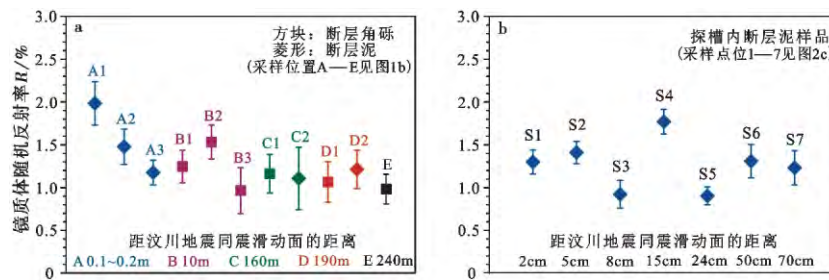 镜质体随机反射率R/%
3.0
2.5
2.0
1.5
1.0
0.5
0.0
a
方块：断层角砾
菱形：断层泥
(采样位置A—E见图1b)
A1
A2
A3
B1
B2
B3
C1
C2
D1
D2
E
距汶川地震同震滑动面的距离
A 0.1~0.2m B 10m C 160m D 190m E 240m
3.0
2.5
2.0
1.5
1.0
0.5
0.0
b
探槽内断层泥样品
(采样点位1—7见图2c)
S1
S2
S3
S4
S5
S6
S7
距汶川地震同震滑动面的距离
2cm 5cm 8cm 15cm 24cm 50cm 70cm